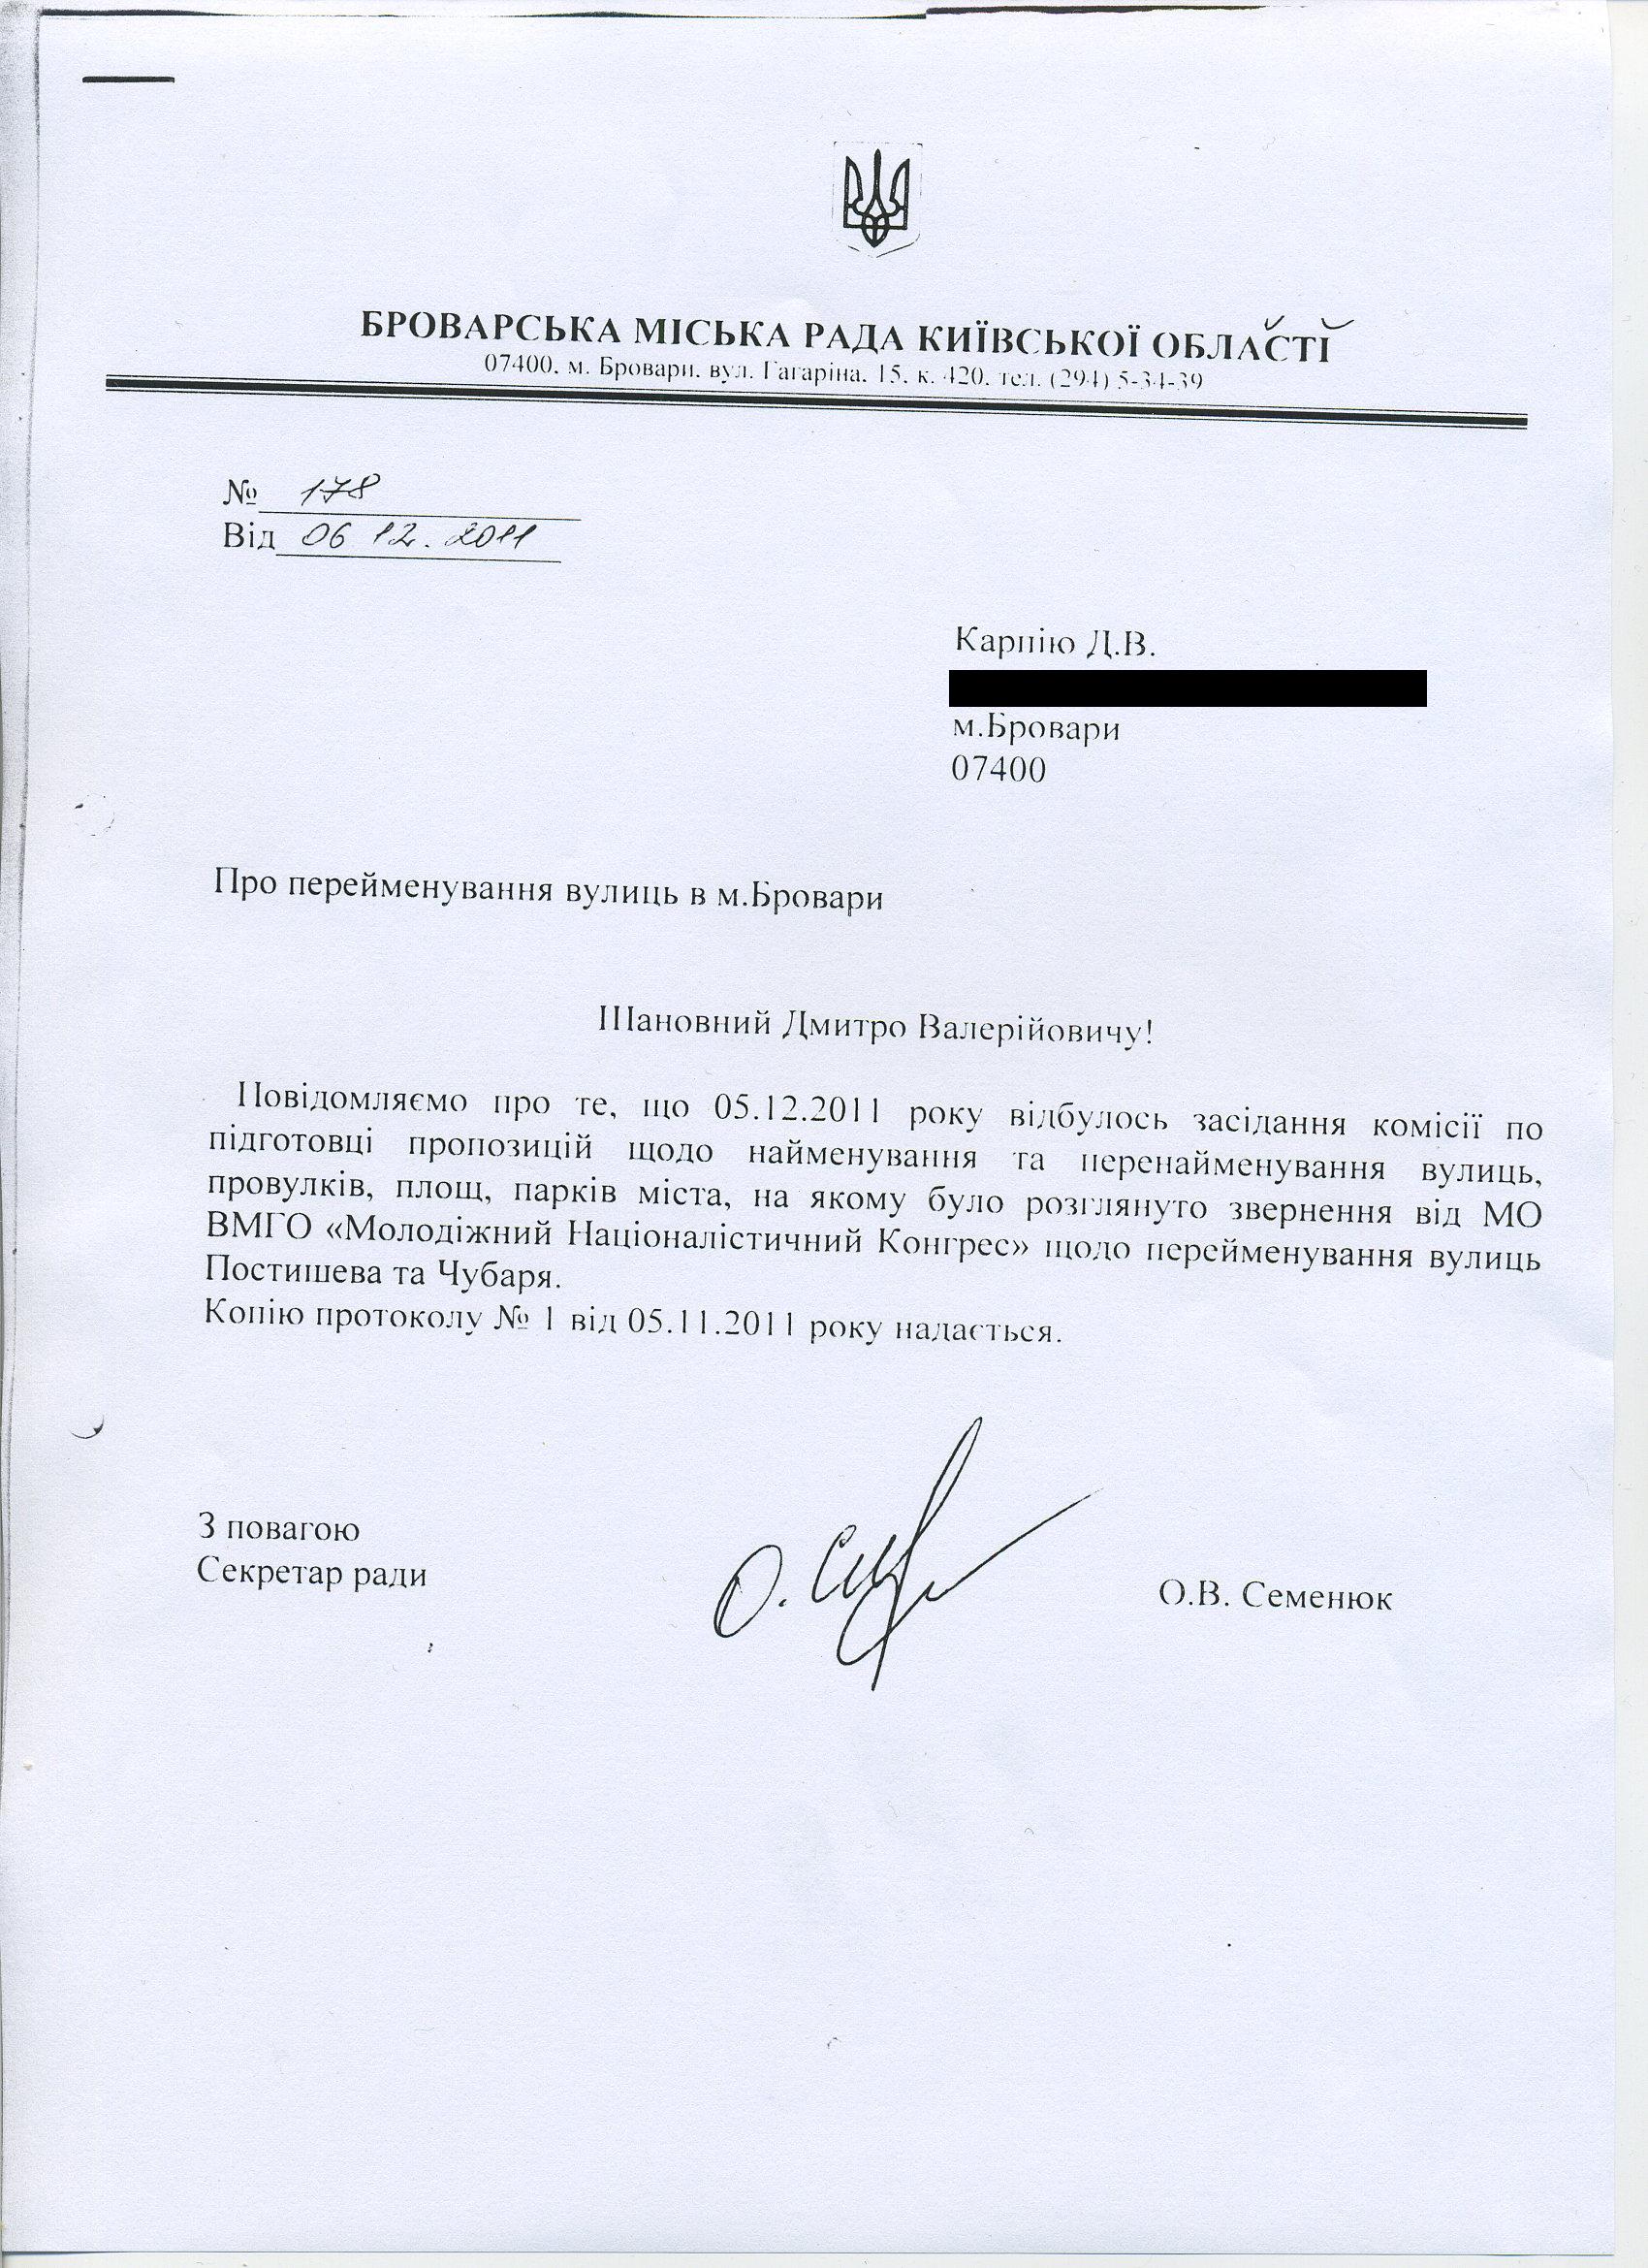 БРОВАРСЬКА МІСЬКА РАДА КИЇВСЬКОЇ ОБЛАСТІ
07400, м. Бровари, вул. Гагаріна, 15, к. 420, тел. (294) 5-34-39
№ 178
Від 06 12. 2011
Карпію Д.В.
м.Бровари
07400
Про перейменування вулиць в м.Бровари
Шановний Дмитро Валерійовичу!
Повідомляємо про те, що 05.12.2011 року відбулось засідання комісії по
підготовці пропозицій щодо найменування та перенайменування вулиць,
провулків, площ, парків міста, на якому було розглянуто звернення від МО
ВМГО «Молодіжний Націоналістичний Конгрес» щодо перейменування вулиць
Постишева та Чубаря.
Копію протоколу № 1 від 05.11.2011 року надається.
З повагою
Секретар ради
О.В. Семенюк